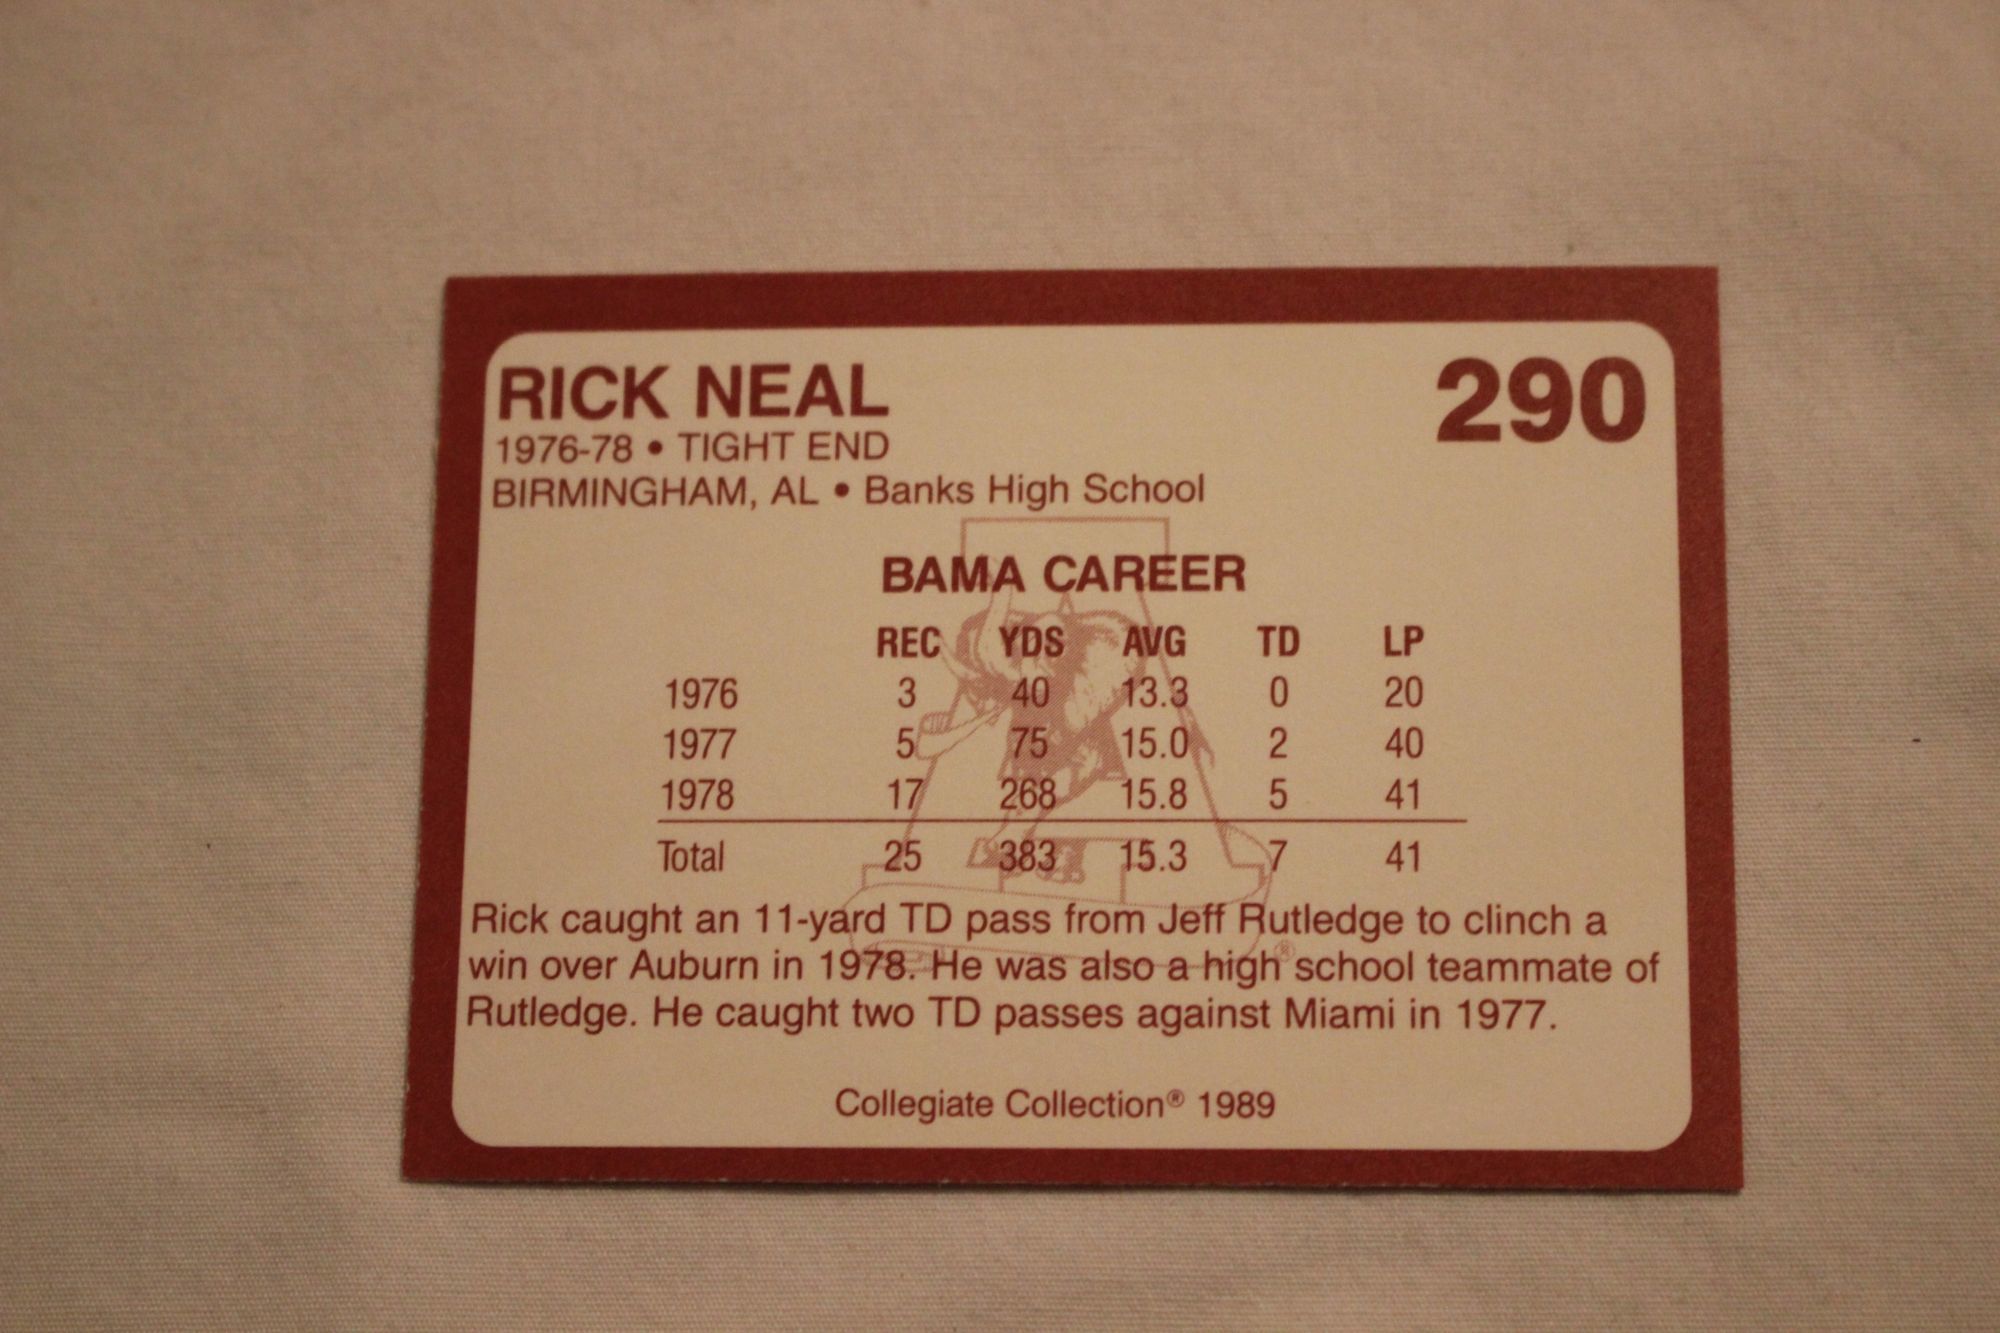 RICK NEAL
290
1976-78 • TIGHT END
BIRMINGHAM, AL • Banks High School
BAMA CAREER
REC YDS AVG TD LP
1976 3 40 13.3 0 20
1977 5 75 15.0 2 40
1978 17 268 15.8 5 41
Total 25 383 15.3 7 41
Rick caught an 11-yard TD pass from Jeff Rutledge to clinch a
win over Auburn in 1978. He was also a high school teammate of
Rutledge. He caught two TD passes against Miami in 1977.
®
Collegiate Collection® 1989